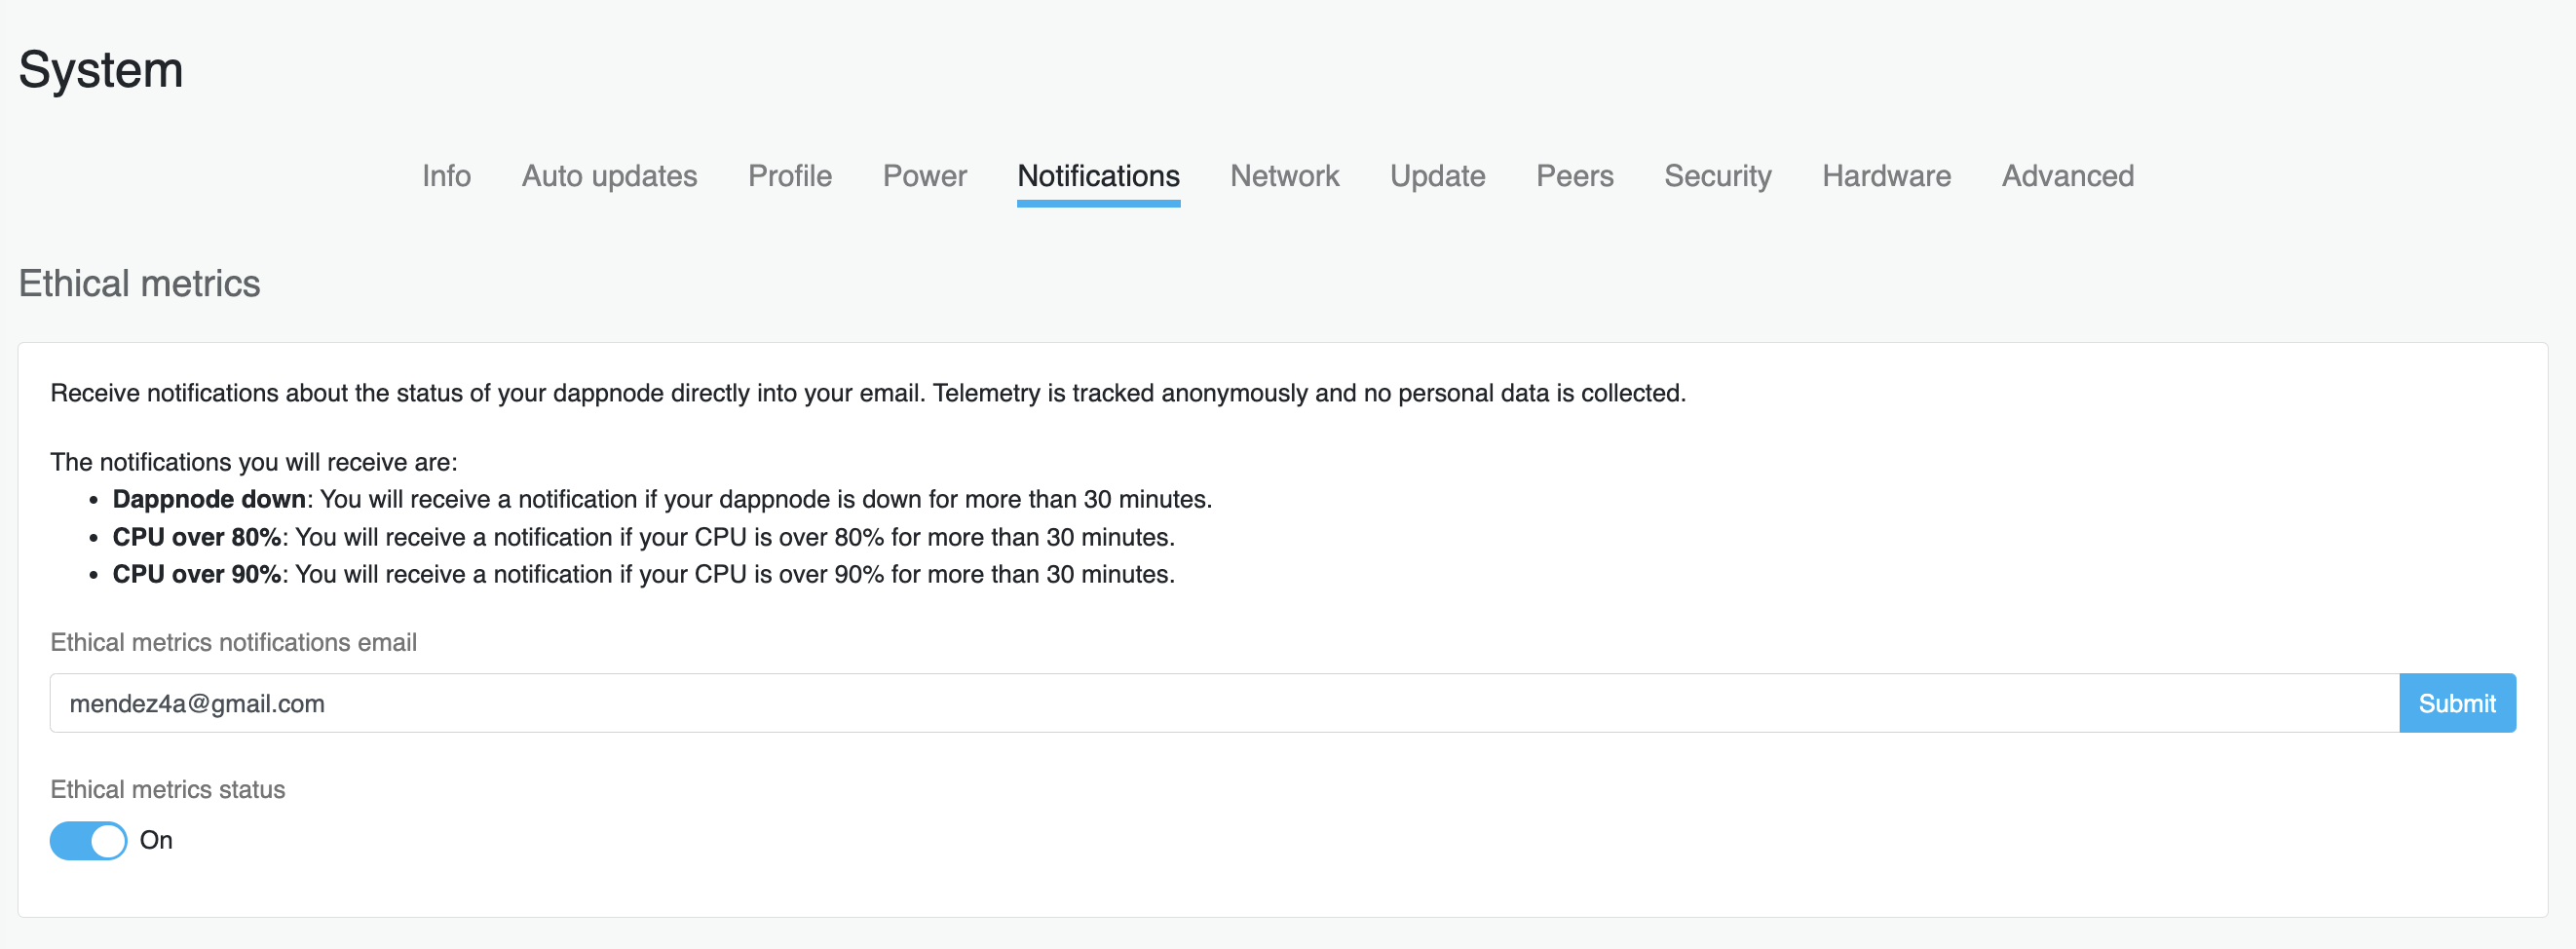 System
Info Auto updates Profile Power Notifications Network Update Peers Security Hardware Advanced
Ethical metrics
Receive notifications about the status of your dappnode directly into your email. Telemetry is tracked anonymously and no personal data is collected.
The notifications you will receive are:
• Dappnode down: You will receive a notification if your dappnode is down for more than 30 minutes.
• CPU over 80%: You will receive a notification if your CPU is over 80% for more than 30 minutes.
• CPU over 90%: You will receive a notification if your CPU is over 90% for more than 30 minutes.
Ethical metrics notifications email
mendez4a@gmail.com Submit
Ethical metrics status
On